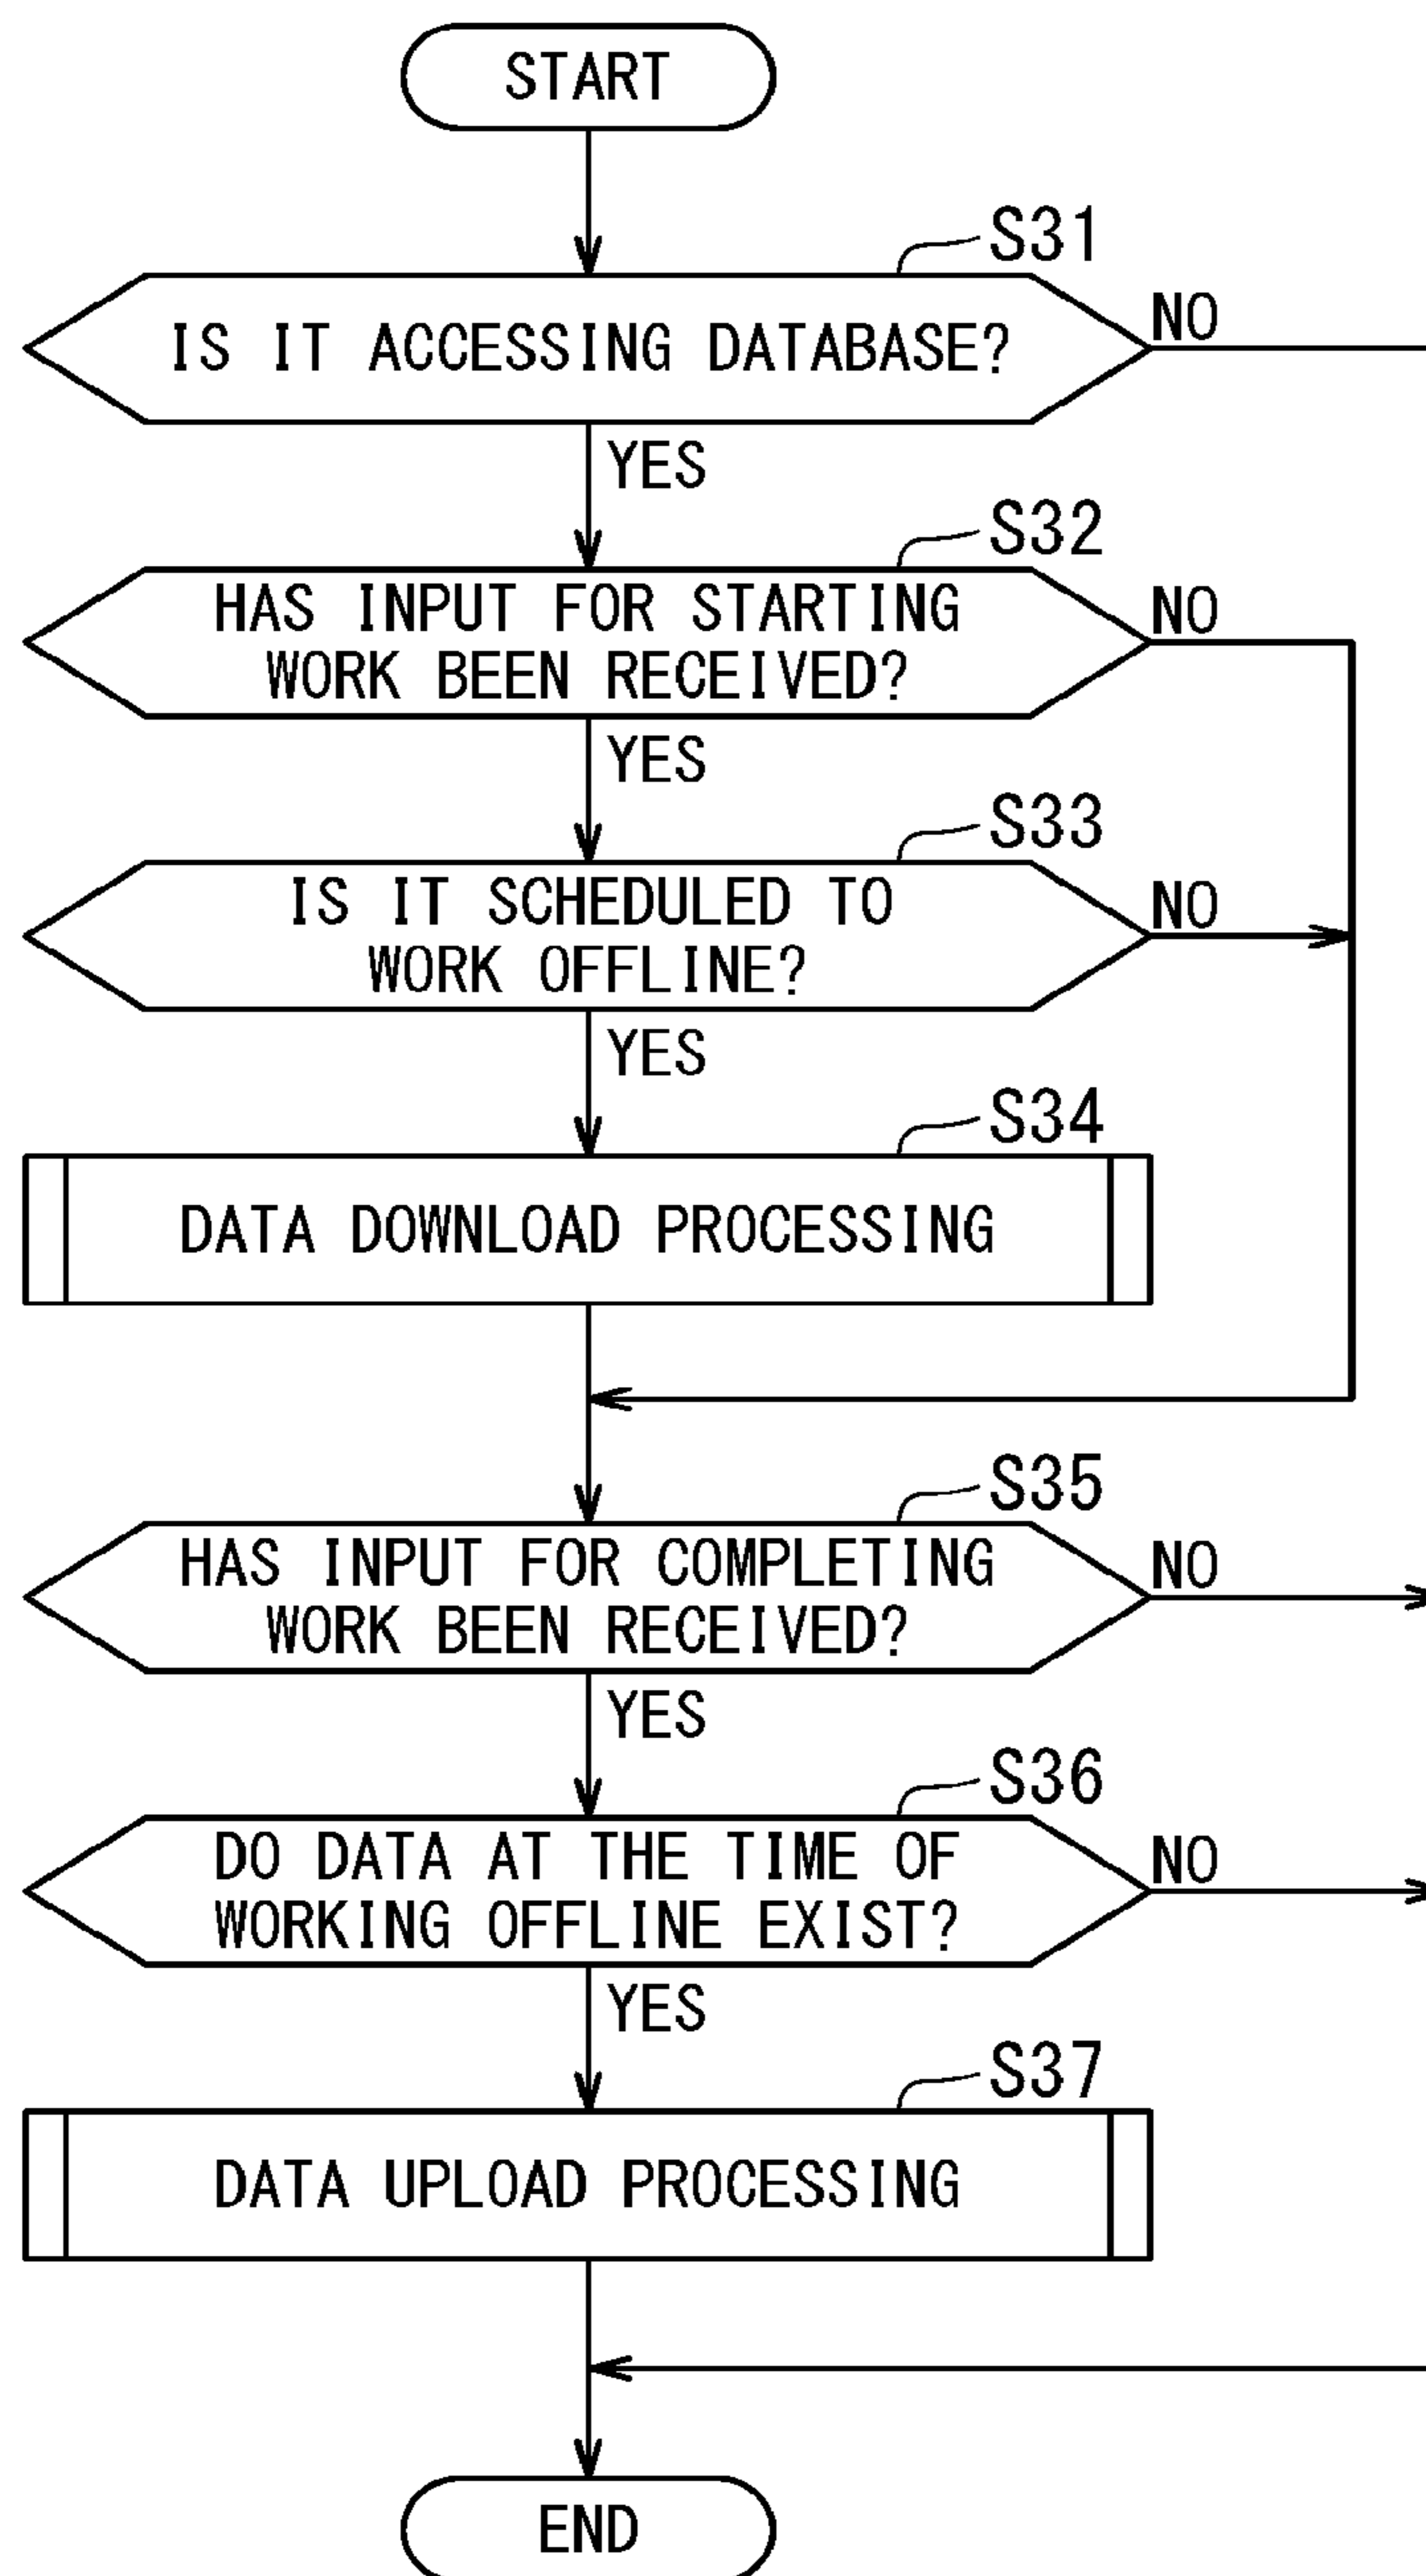 START
S31
IS IT ACCESSING DATABASE?
NO
YES
S32
HAS INPUT FOR STARTING
WORK BEEN RECEIVED?
NO
YES
S33
IS IT SCHEDULED TO
WORK OFFLINE?
NO
YES
S34
DATA DOWNLOAD PROCESSING
S35
HAS INPUT FOR COMPLETING
WORK BEEN RECEIVED?
NO
YES
S36
DO DATA AT THE TIME OF
WORKING OFFLINE EXIST?
NO
YES
S37
DATA UPLOAD PROCESSING
END